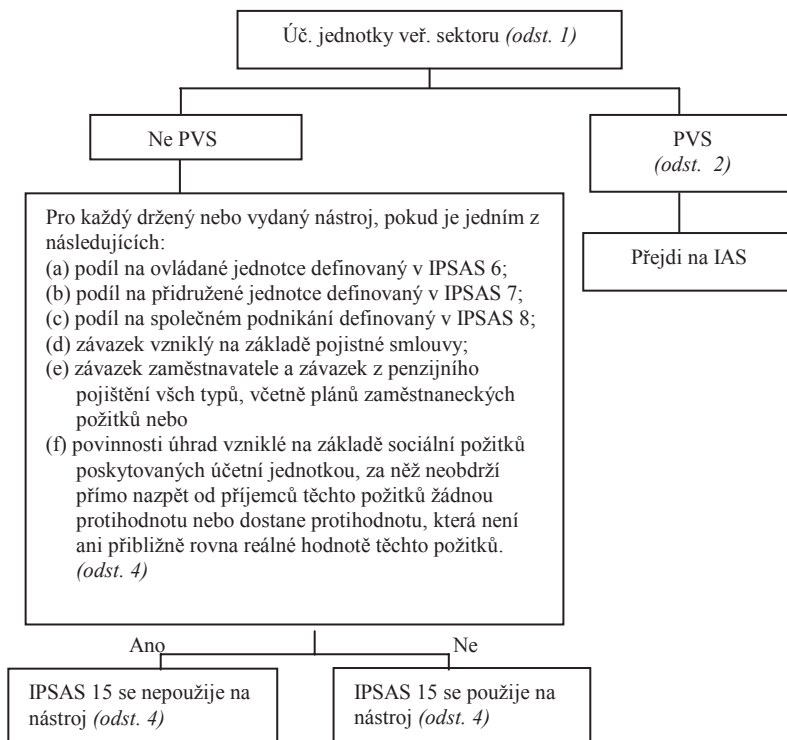 Úč. jednotky veř. sektoru (odst. 1)
Ne PVS
PVS
(odst. 2)
Přejdi na IAS
Pro každý držený nebo vydaný nástroj, pokud je jedním z
následujících:
(a) podíl na ovládané jednotce definovaný v IPSAS 6;
(b) podíl na přidružené jednotce definovaný v IPSAS 7;
(c) podíl na společném podnikání definovaný v IPSAS 8;
(d) závazek vzniklý na základě pojistné smlouvy;
(e) závazek zaměstnavatele a závazek z penzijního
pojištění všch typů, včetně plánů zaměstnaneckých
požitků nebo
(f) povinnosti úhrad vzniklé na základě sociální požitků
poskytovaných účetní jednotkou, za něž neobdrží
přímo nazpět od příjemců těchto požitků žádnou
protihodnotu nebo dostane protihodnotu, která není
ani přibližně rovna reálné hodnotě těchto požitků.
(odst. 4)
Ano
Ne
IPSAS 15 se nepoužije na
nástroj (odst. 4)
IPSAS 15 se použije na
nástroj (odst. 4)